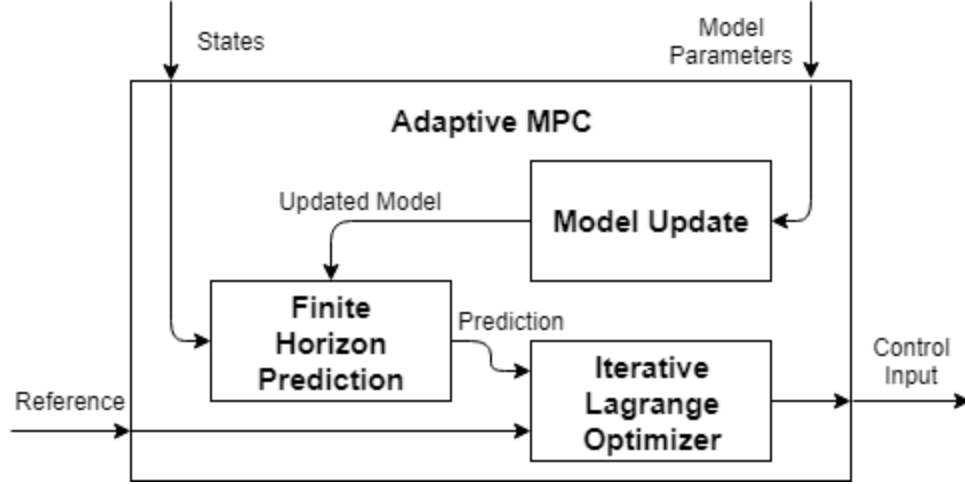 States
Model
Parameters
Adaptive MPC
Updated Model
Model Update
Finite
Horizon
Prediction
Prediction
Iterative
Lagrange
Optimizer
Control
Input
Reference